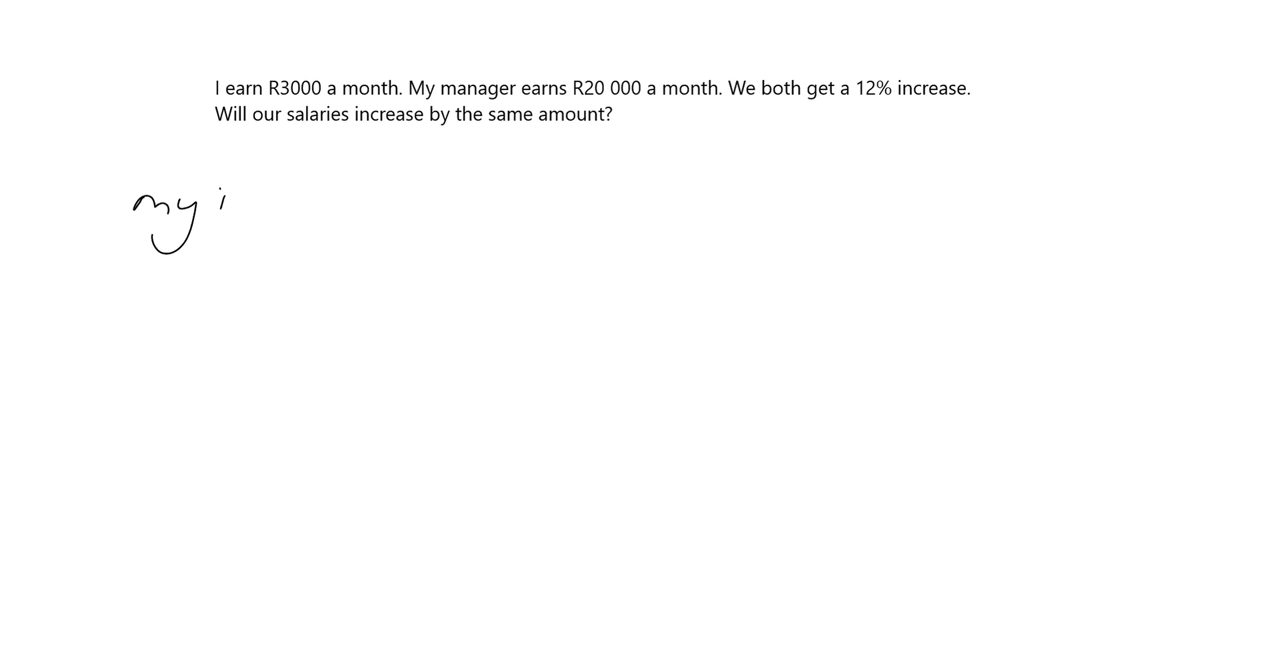 I earn R3000 a month. My manager earns R20 000 a month. We both get a 12% increase.
Will our salaries increase by the same amount?
my i